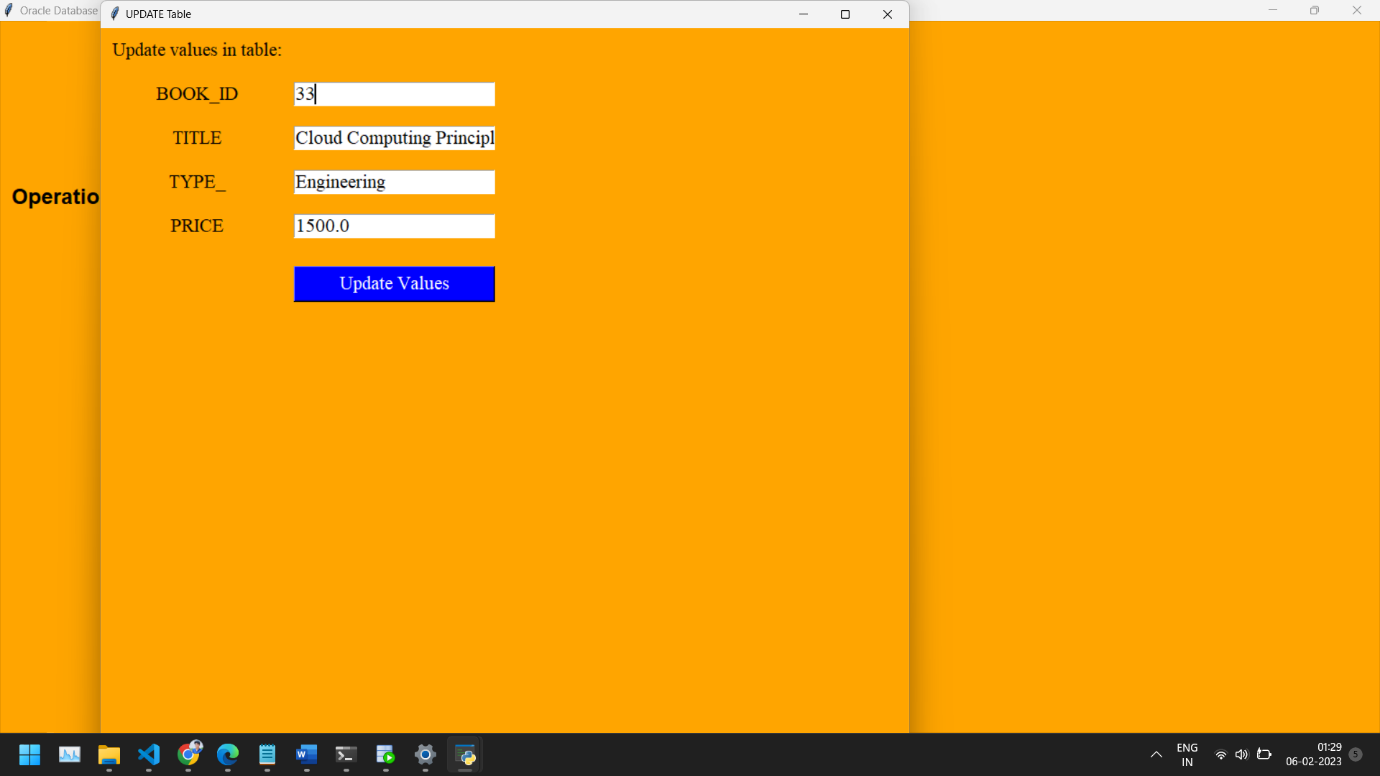 Oracle Database
UPDATE Table
Update values in table:
BOOK_ID
33
TITLE
Cloud Computing Principl
TYPE_
Engineering
Operatio
PRICE
1500.0
Update Values
ENG
IN
01:29
06-02-2023
5